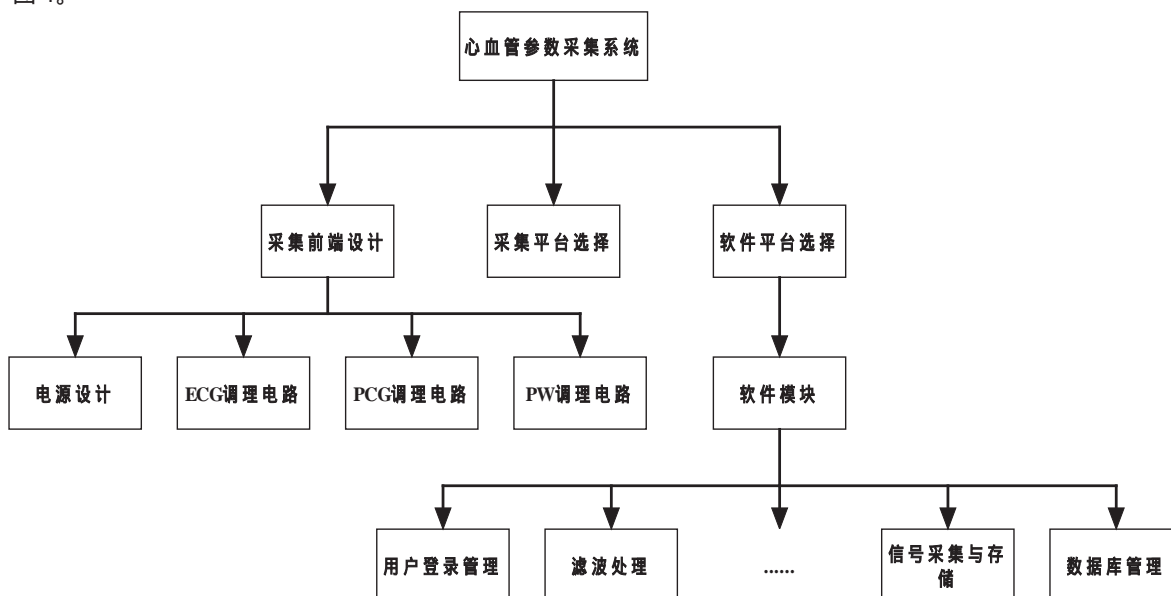 心血管参数采集系统
采集前端设计
采集平台选择
软件平台选择
电源设计
ECG调理电路
PCG调理电路
PW调理电路
软件模块
用户登录管理
滤波处理
......
信号采集与存
储
数据库管理